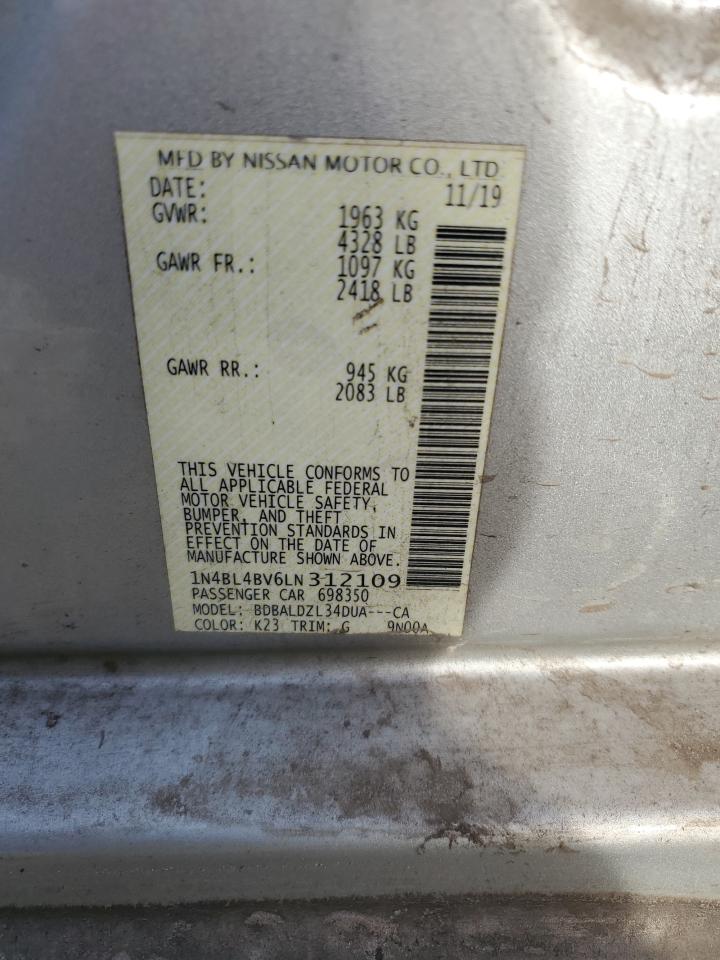 MFD BY NISSAN MOTOR CO., LTD
DATE: 11/19
GVWR: 1963 KG
4328 LB
GAWR FR.: 1097 KG
2418 LB
GAWR RR.: 945 KG
2083 LB
THIS VEHICLE CONFORMS TO
ALL APPLICABLE FEDERAL
MOTOR VEHICLE SAFETY,
BUMPER, AND THEFT
PREVENTION STANDARDS IN
EFFECT ON THE DATE OF
MANUFACTURE SHOWN ABOVE.
1N4BL4BV6LN312109
PASSENGER CAR 698350
MODEL: BDBALDZL34DUA---CA
COLOR: K23 TRIM: G 9N00A